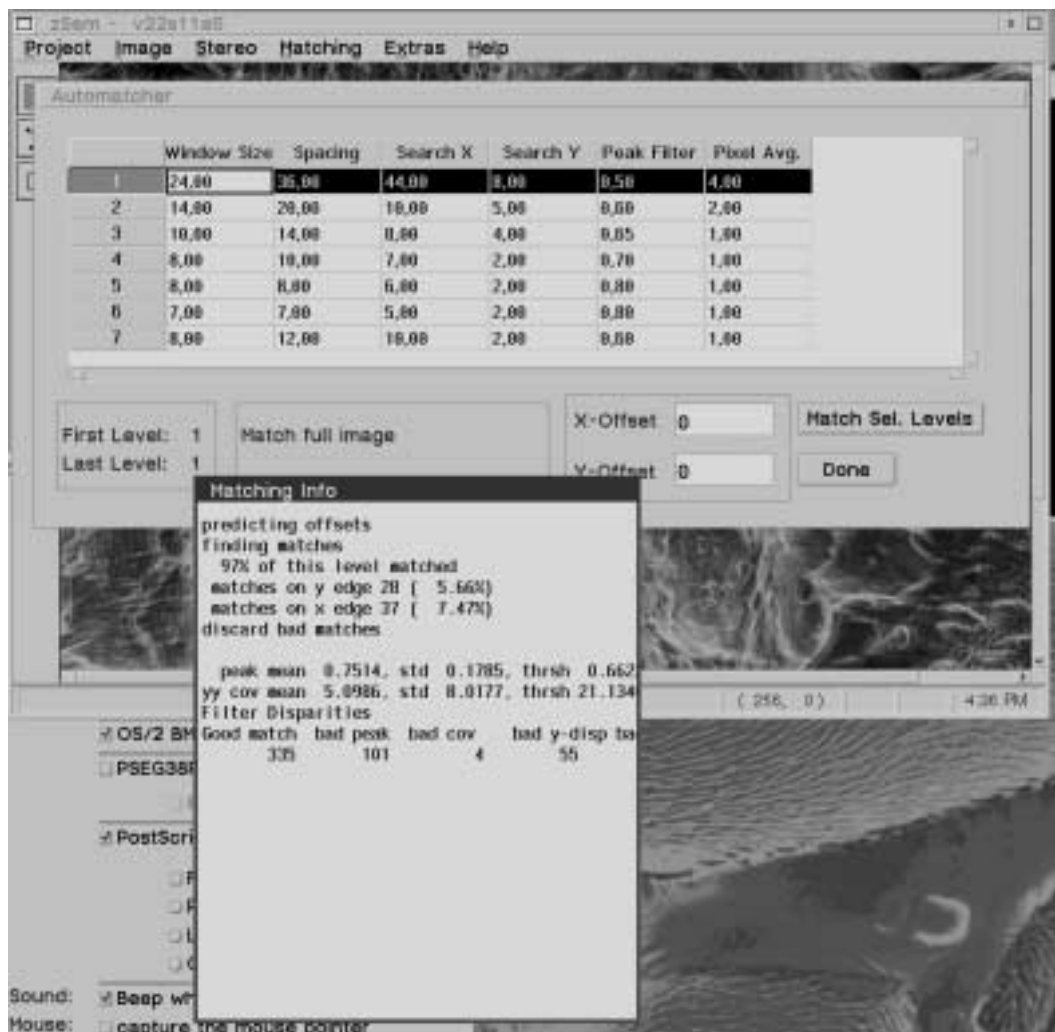 zSem - v22s11a5
Project Image Stereo Matching Extras Help
Automatcher
Window Size Spacing Search X Search Y Peak Filter Pixel Avg.
1 24,00 36,00 44,00 8,00 0,50 4,00
2 14,00 20,00 10,00 5,00 0,60 2,00
3 10,00 14,00 8,00 4,00 0,65 1,00
4 8,00 10,00 7,00 2,00 0,70 1,00
5 8,00 8,00 6,00 2,00 0,80 1,00
6 7,00 7,00 5,00 2,00 0,80 1,00
7 8,00 12,00 10,00 2,00 0,60 1,00
First Level: 1 Match full image X-Offset 0 Match Sel. Levels
Last Level: 1 Y-Offset 0 Done
Matching Info
predicting offsets
finding matches
97% of this level matched
matches on y edge 28 ( 5.66%)
matches on x edge 37 ( 7.47%)
discard bad matches
peak mean 0.7514, std 0.1785, thrsh 0.662
yy cov mean 5.0986, std 8.0177, thrsh 21.134
Filter Disparities
Good match bad peak bad cov bad y-disp ba
335 101 4 55
( 256, 0) 4:36 PM
OS/2 BM
PSEG38P
PostScri
F
L
Sound: Beep wh
Mouse: capture the mouse pointer